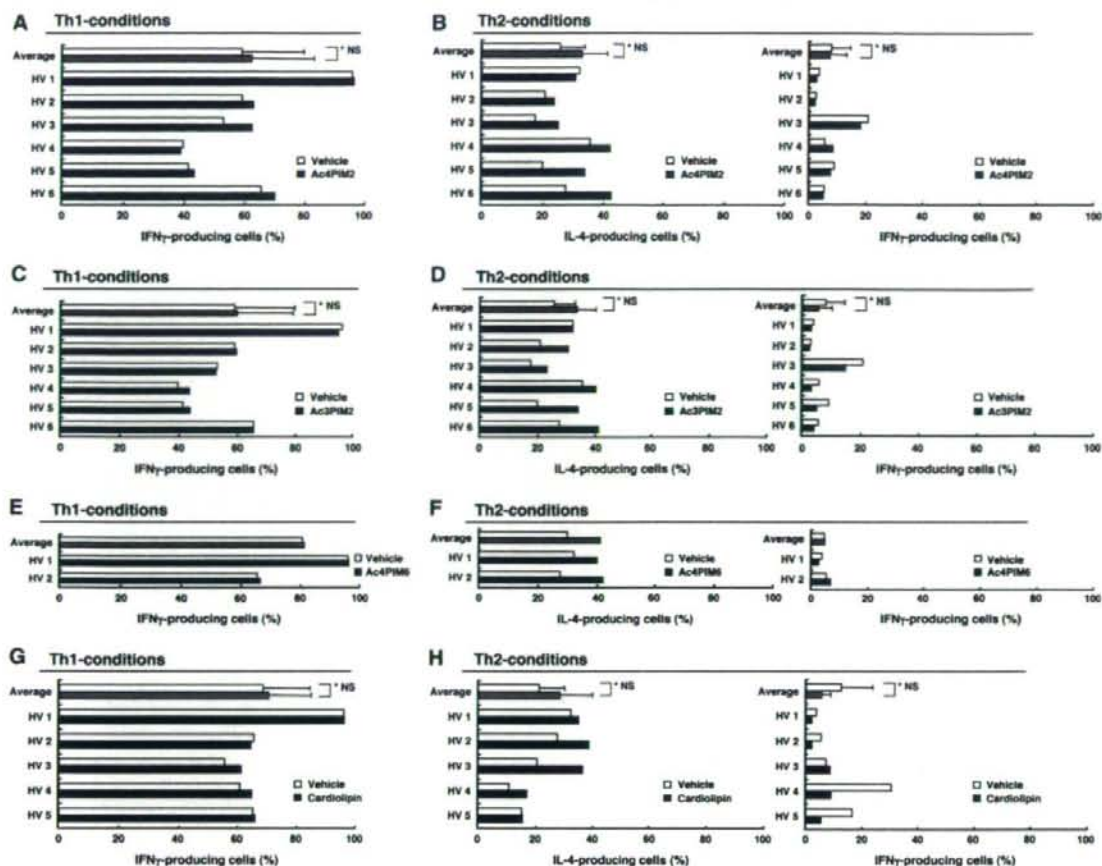 A Th1-conditions
Average
* NS
HV 1
HV 2
HV 3
HV 4
HV 5
HV 6
Vehicle
Ac4PIM2
0 20 40 60 80 100
IFNγ-producing cells (%)
B Th2-conditions
Average
* NS
HV 1
HV 2
HV 3
HV 4
HV 5
HV 6
Vehicle
Ac4PIM2
0 20 40 60 80 100
IL-4-producing cells (%)
Average
* NS
HV 1
HV 2
HV 3
HV 4
HV 5
HV 6
Vehicle
Ac4PIM2
0 20 40 60 80 100
IFNγ-producing cells (%)
C Th1-conditions
Average
* NS
HV 1
HV 2
HV 3
HV 4
HV 5
HV 6
Vehicle
Ac3PIM2
0 20 40 60 80 100
IFNγ-producing cells (%)
D Th2-conditions
Average
* NS
HV 1
HV 2
HV 3
HV 4
HV 5
HV 6
Vehicle
Ac3PIM2
0 20 40 60 80 100
IL-4-producing cells (%)
Average
* NS
HV 1
HV 2
HV 3
HV 4
HV 5
HV 6
Vehicle
Ac3PIM2
0 20 40 60 80 100
IFNγ-producing cells (%)
E Th1-conditions
Average
HV 1
HV 2
Vehicle
Ac4PIM6
0 20 40 60 80 100
IFNγ-producing cells (%)
F Th2-conditions
Average
HV 1
HV 2
Vehicle
Ac4PIM6
0 20 40 60 80 100
IL-4-producing cells (%)
Average
HV 1
HV 2
Vehicle
Ac4PIM6
0 20 40 60 80 100
IFNγ-producing cells (%)
G Th1-conditions
Average
* NS
HV 1
HV 2
HV 3
HV 4
HV 5
Vehicle
Cardiolipin
0 20 40 60 80 100
IFNγ-producing cells (%)
H Th2-conditions
Average
* NS
HV 1
HV 2
HV 3
HV 4
HV 5
Vehicle
Cardiolipin
0 20 40 60 80 100
IL-4-producing cells (%)
Average
* NS
HV 1
HV 2
HV 3
HV 4
HV 5
Vehicle
Cardiolipin
0 20 40 60 80 100
IFNγ-producing cells (%)